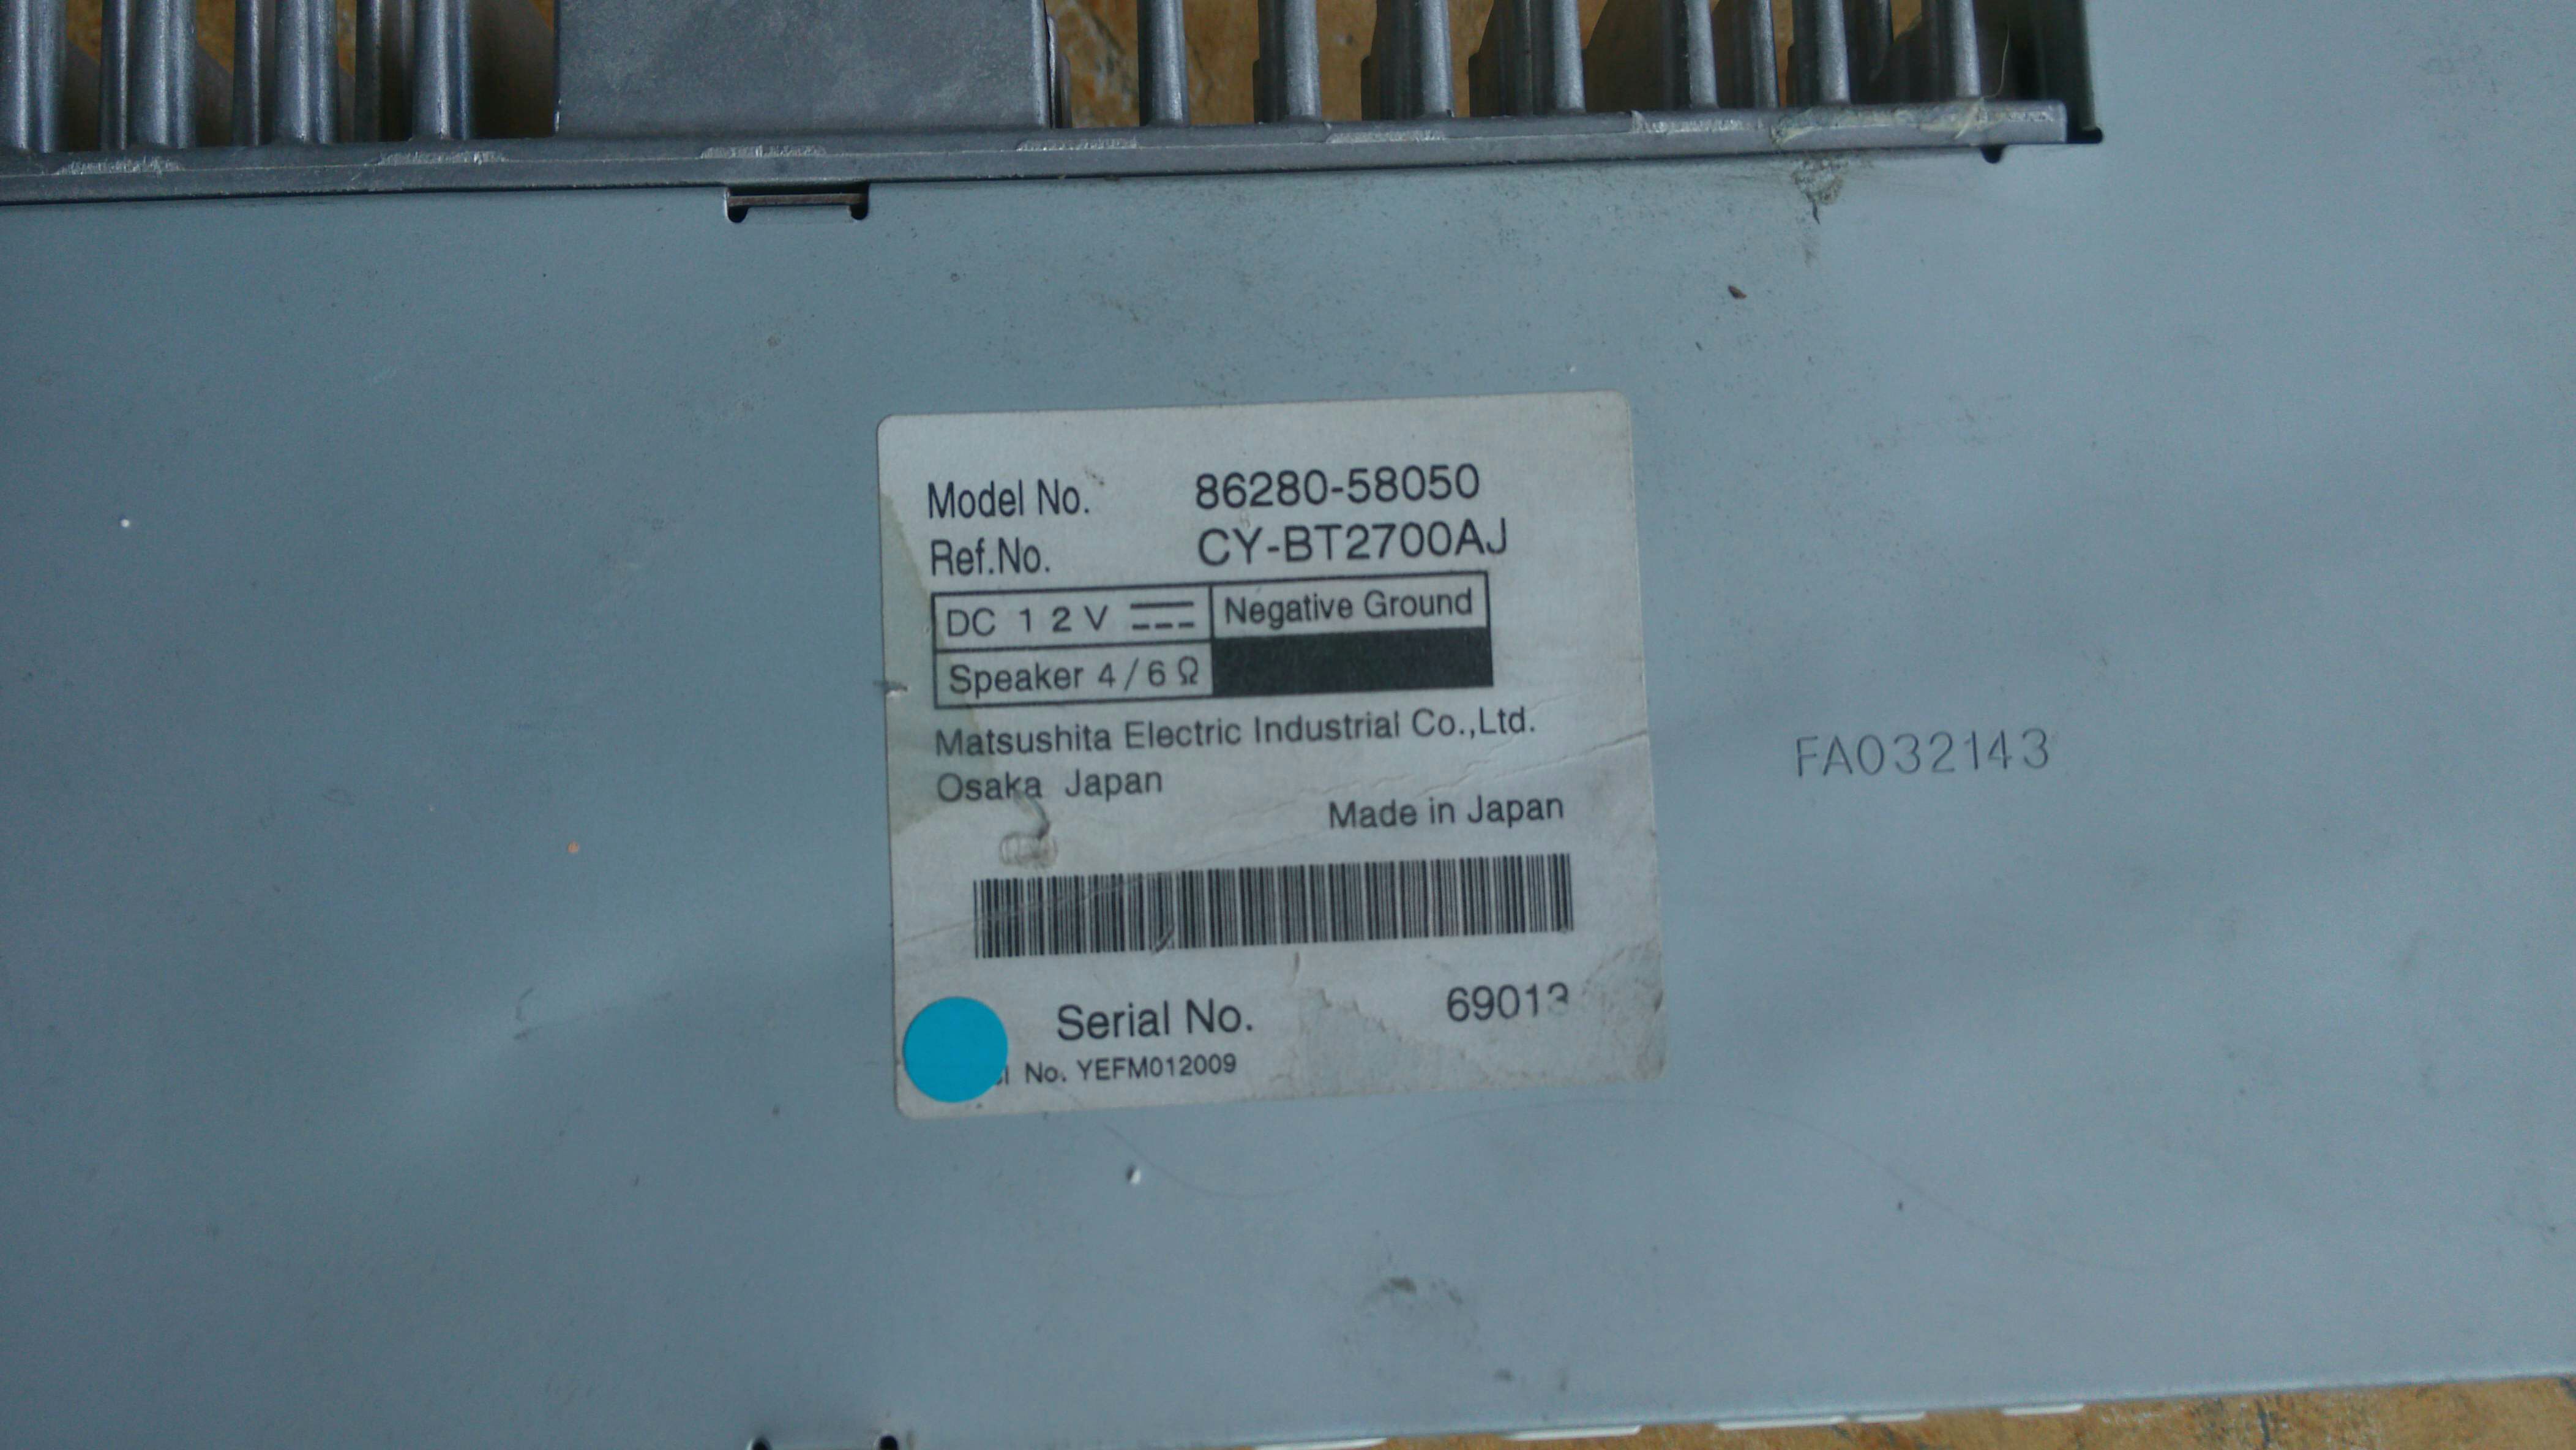 Model No. 86280-58050
Ref.No. CY-BT2700AJ
DC 12V Negative Ground
Speaker 4/6Ω
Matsushita Electric Industrial Co.,Ltd.
Osaka Japan
Made in Japan
Serial No. 69013
No. YEFM012009
FA032143